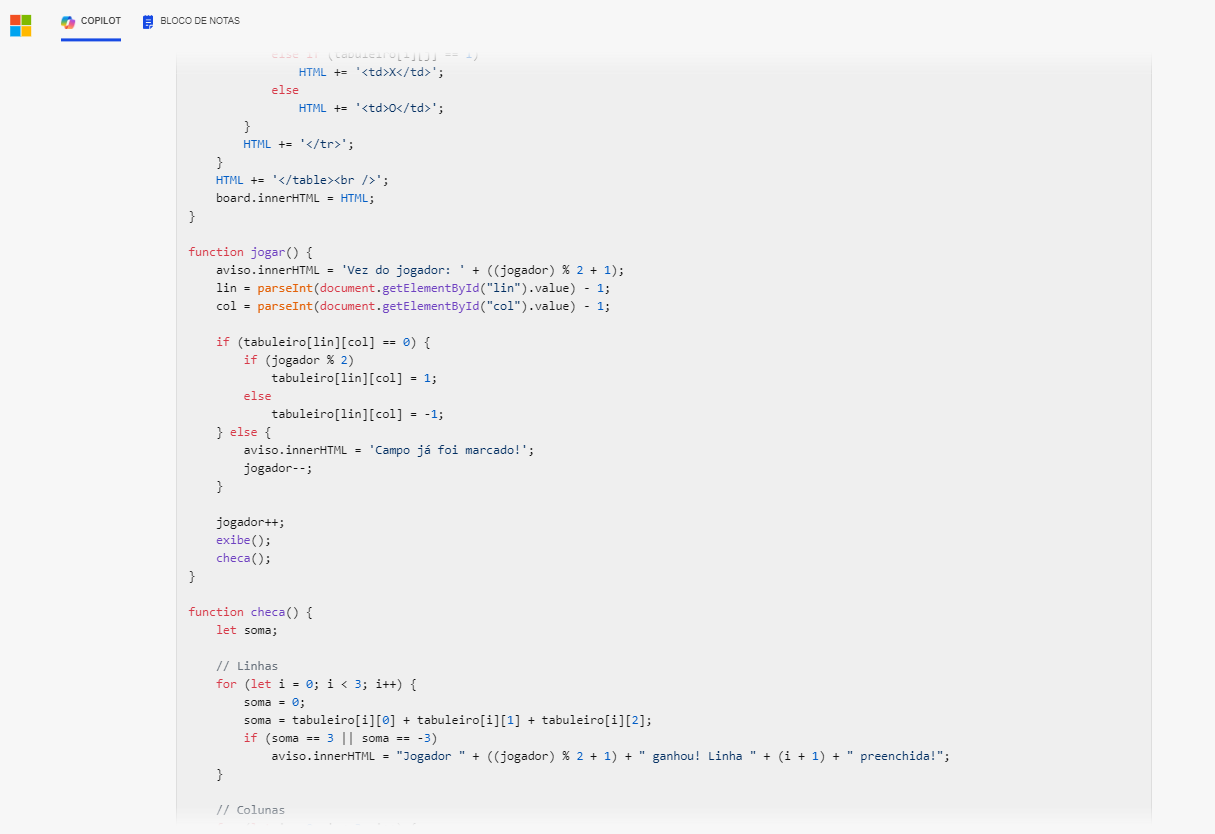 COPILOT
BLOCO DE NOTAS
else if (tabuleiro[i][j] == 1)
HTML += '<td>X</td>';
else
HTML += '<td>O</td>';
}
HTML += '</tr>';
}
HTML += '</table><br />';
board.innerHTML = HTML;
}
function jogar() {
aviso.innerHTML = 'Vez do jogador: ' + ((jogador) % 2 + 1);
lin = parseInt(document.getElementById("lin").value) - 1;
col = parseInt(document.getElementById("col").value) - 1;
if (tabuleiro[lin][col] == 0) {
if (jogador % 2)
tabuleiro[lin][col] = 1;
else
tabuleiro[lin][col] = -1;
} else {
aviso.innerHTML = 'Campo já foi marcado!';
jogador--;
}
jogador++;
exibe();
checa();
}
function checa() {
let soma;
// Linhas
for (let i = 0; i < 3; i++) {
soma = 0;
soma = tabuleiro[i][0] + tabuleiro[i][1] + tabuleiro[i][2];
if (soma == 3 || soma == -3)
aviso.innerHTML = "Jogador " + ((jogador) % 2 + 1) + " ganhou! Linha " + (i + 1) + " preenchida!";
}
// Colunas